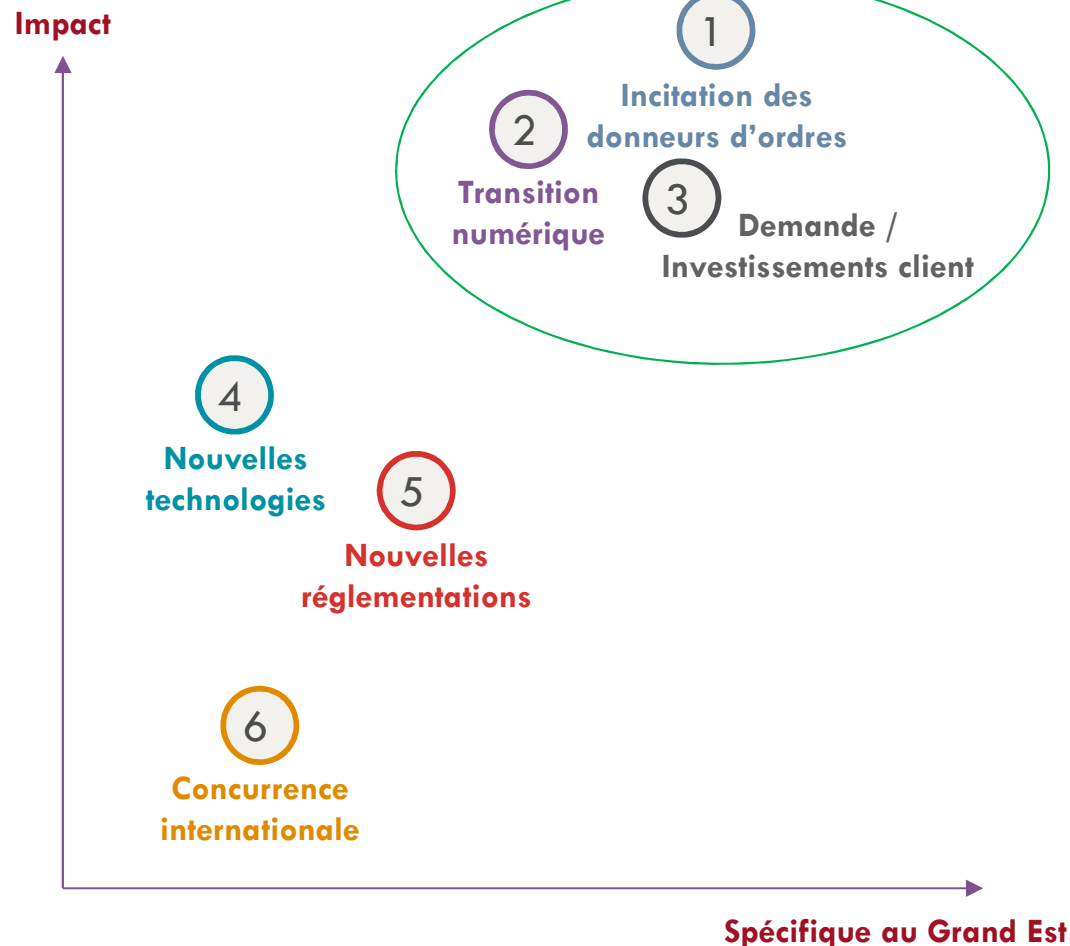 Impact
1
Incitation des
donneurs d’ordres
2
Transition
numérique
3
Demande /
Investissements client
4
Nouvelles
technologies
5
Nouvelles
réglementations
6
Concurrence
internationale
Spécifique au Grand Est